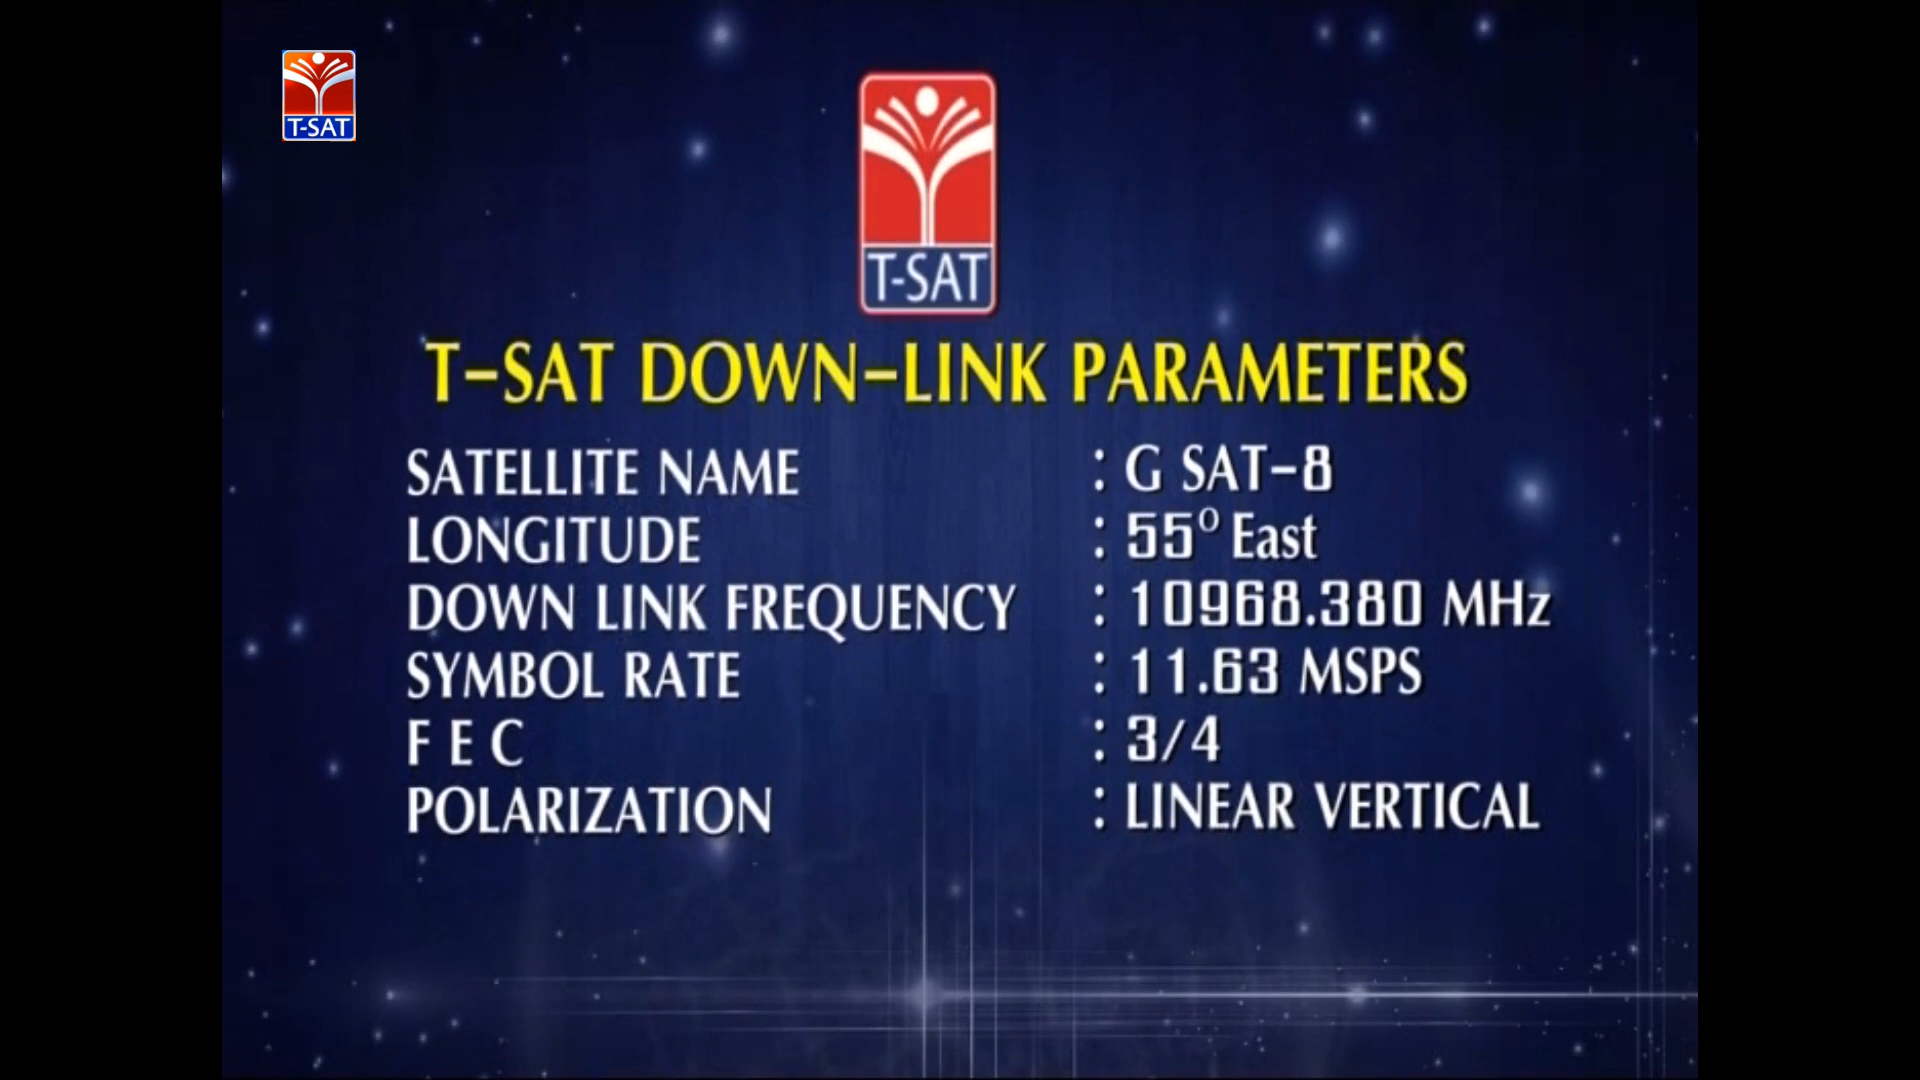 T-SAT
T-SAT
T-SAT DOWN-LINK PARAMETERS
SATELLITE NAME : G SAT-8
LONGITUDE : 55° East
DOWN LINK FREQUENCY : 10968.380 MHz
SYMBOL RATE : 11.63 MSPS
F E C : 3/4
POLARIZATION : LINEAR VERTICAL